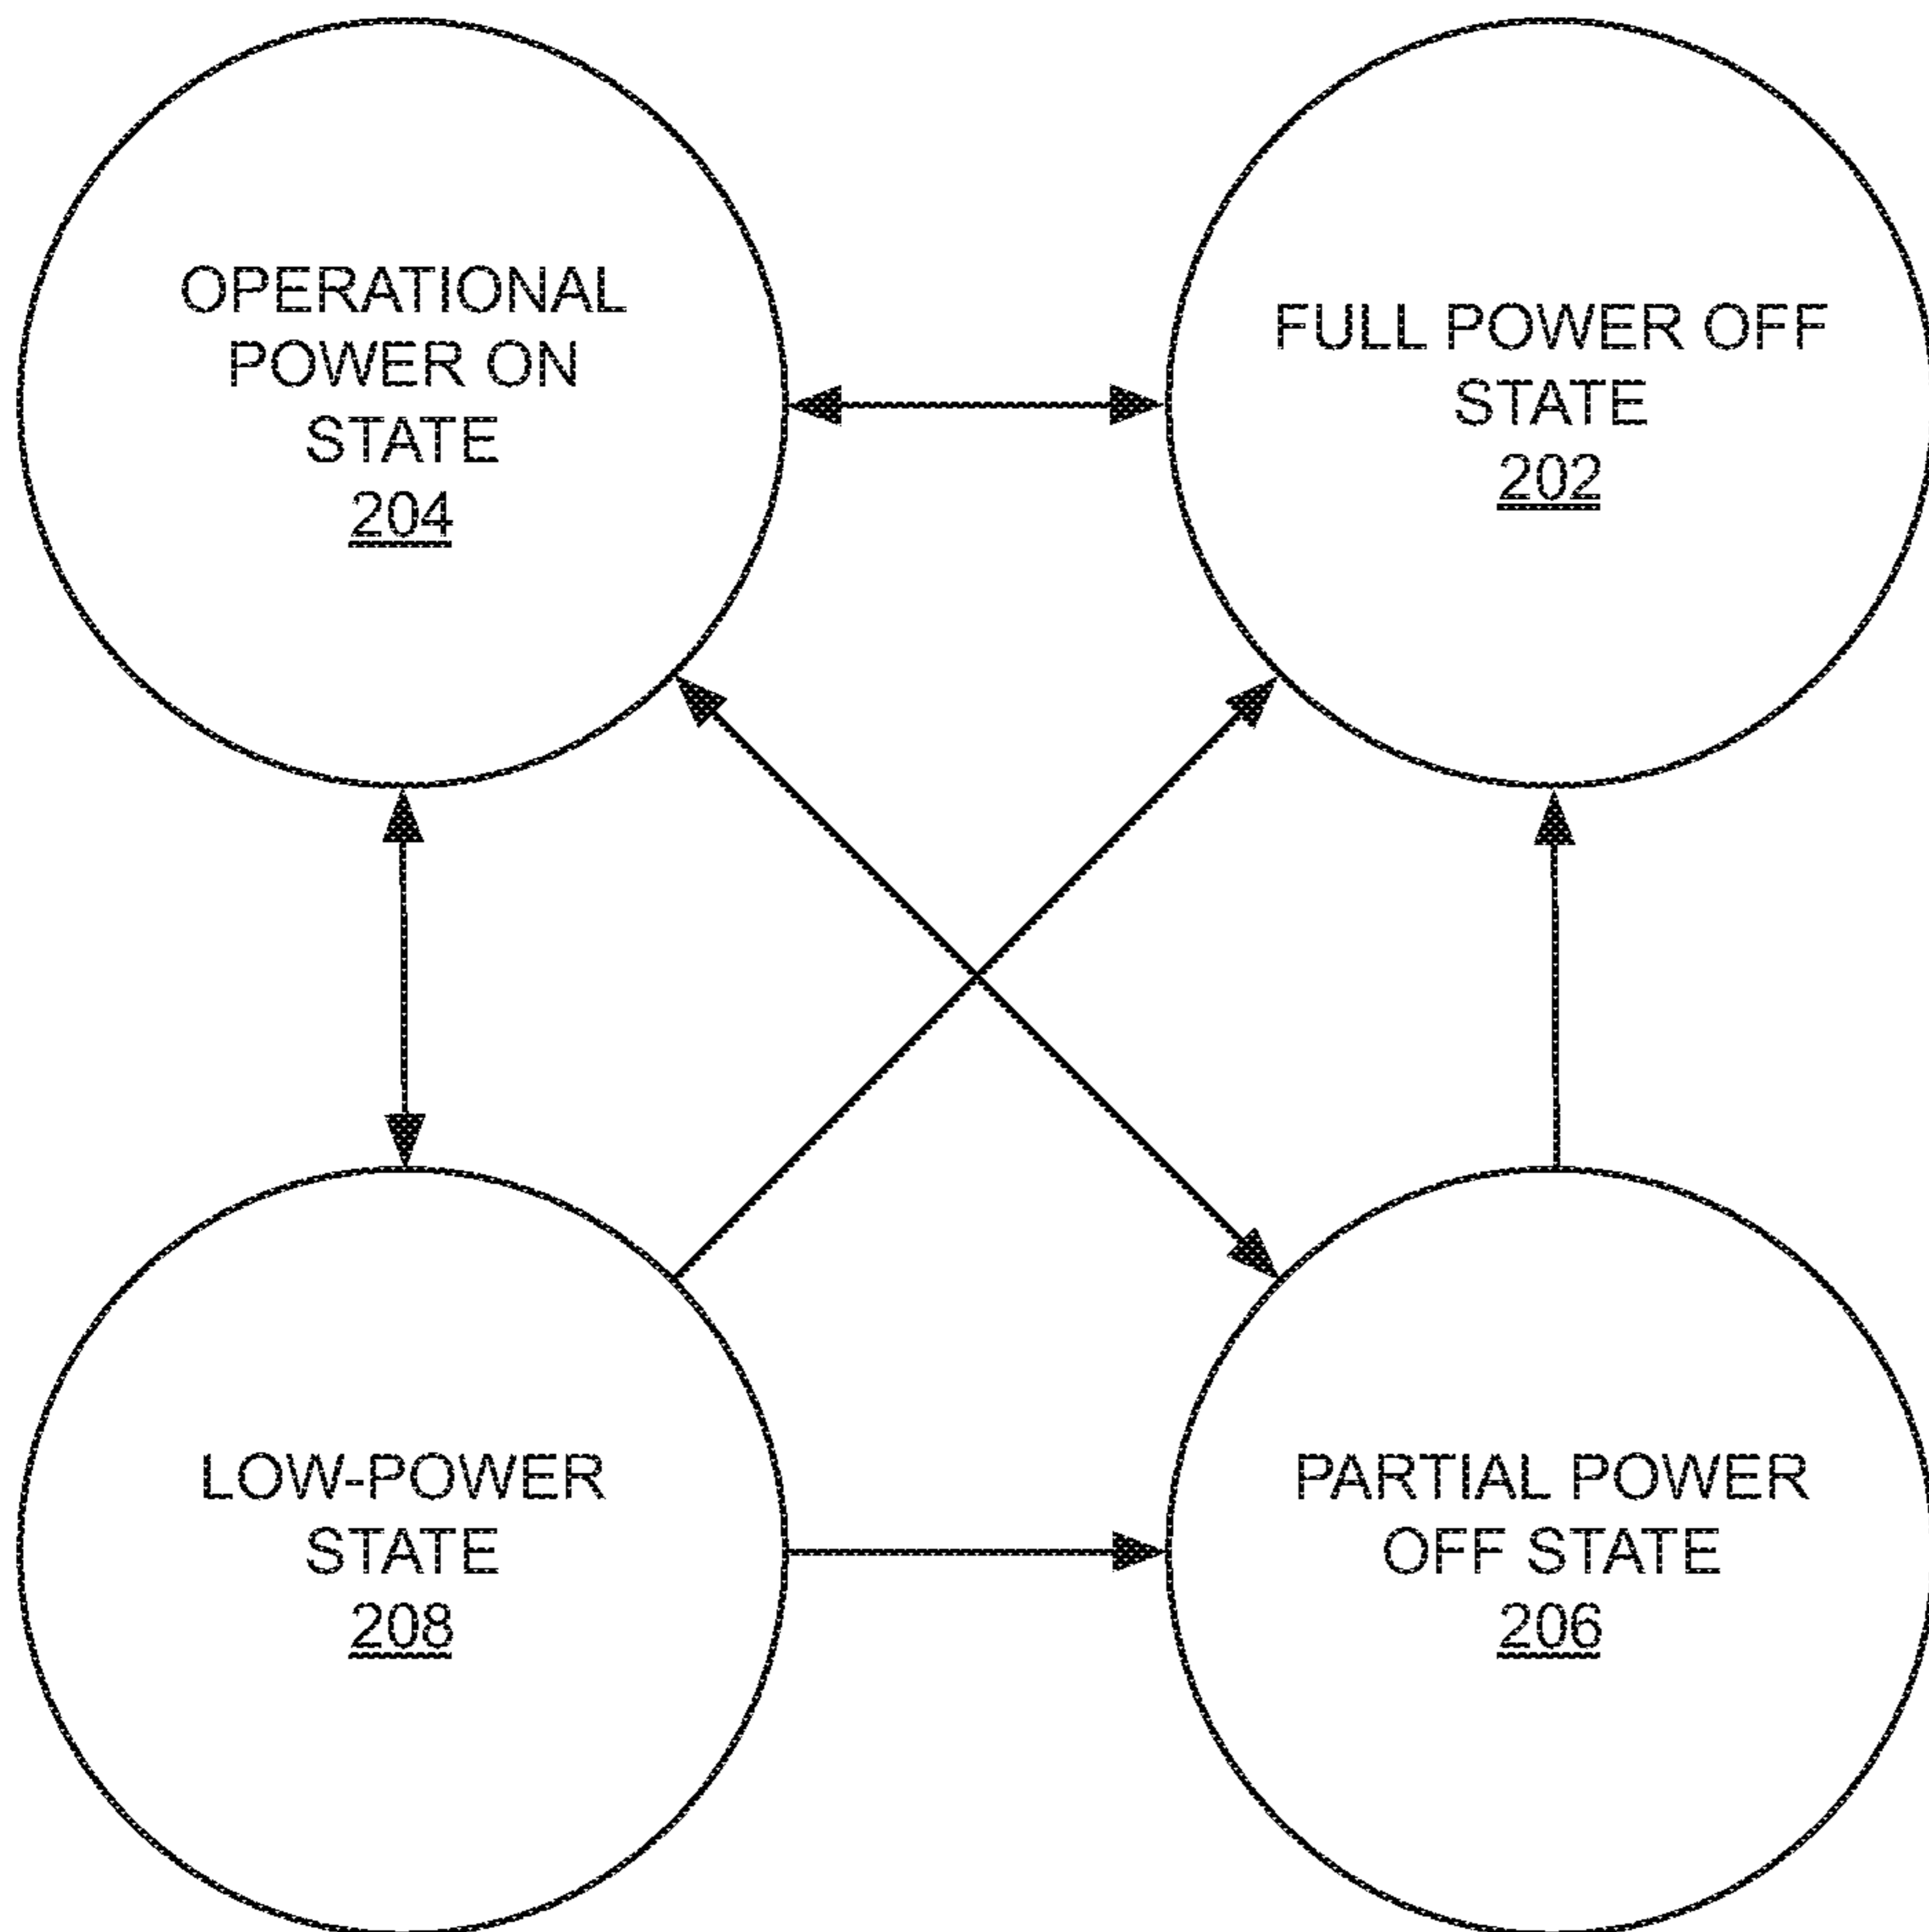 OPERATIONAL
POWER ON
STATE
204
FULL POWER OFF
STATE
202
LOW-POWER
STATE
208
PARTIAL POWER
OFF STATE
206